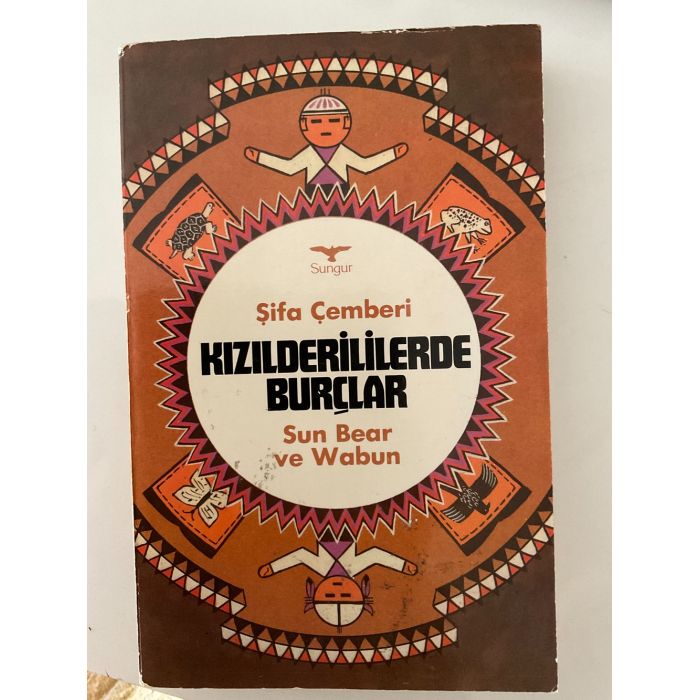 Sungur
Şifa Çemberi
KIZILDERİLİLERDE
BURÇLAR
Sun Bear
ve Wabun